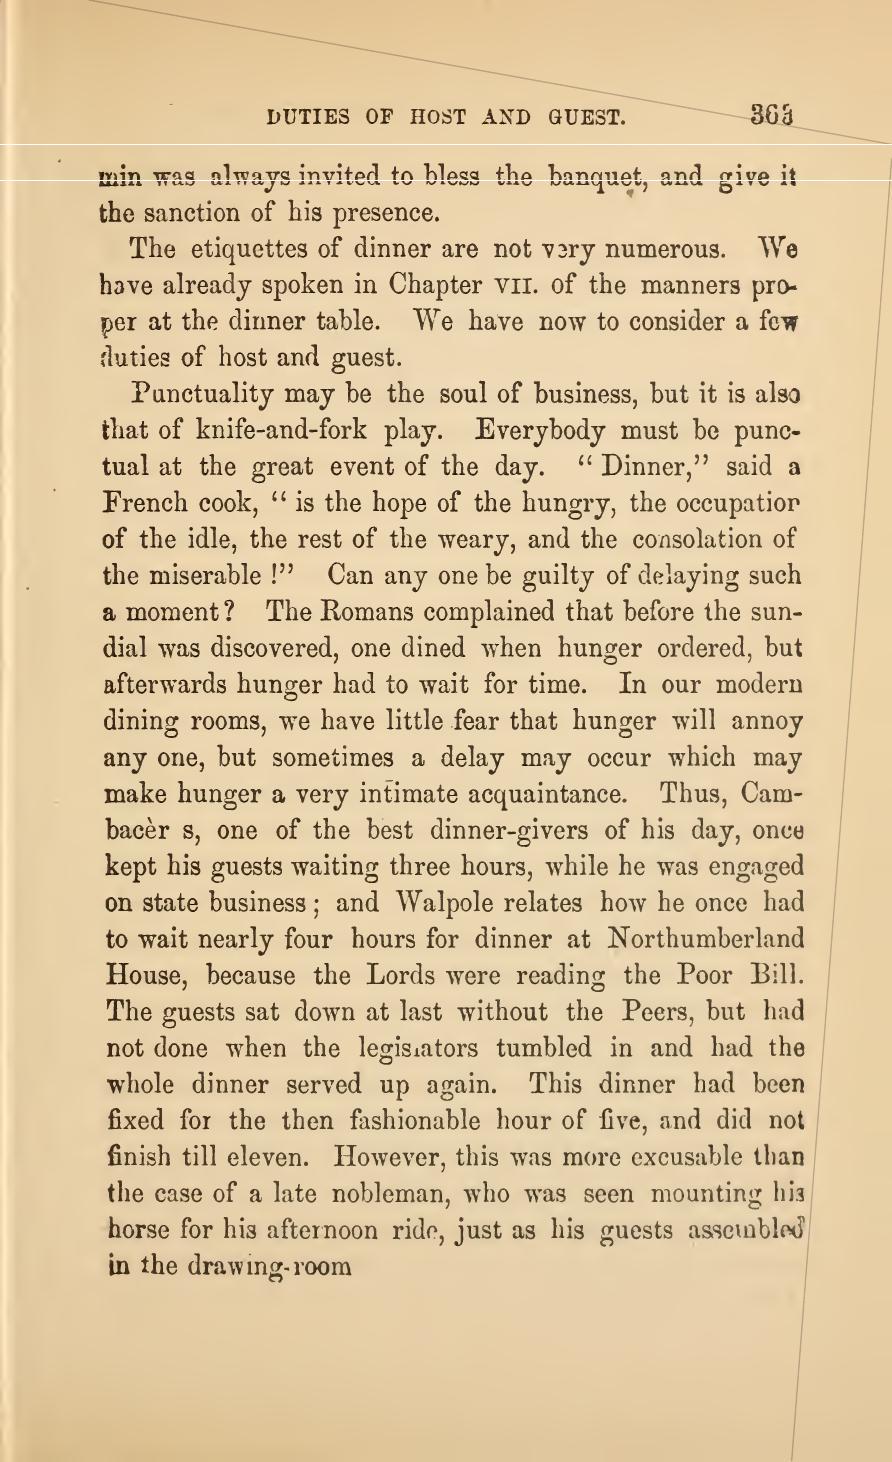 DUTIES OF HOST AND GUEST. 363
min was always invited to bless the banquet, and give it
the sanction of his presence.
The etiquettes of dinner are not very numerous. We
have already spoken in Chapter VII. of the manners pro-
per at the dinner table. We have now to consider a few
duties of host and guest.
Punctuality may be the soul of business, but it is also
that of knife-and-fork play. Everybody must be punc-
tual at the great event of the day. “ Dinner,” said a
French cook, “ is the hope of the hungry, the occupation
of the idle, the rest of the weary, and the consolation of
the miserable !” Can any one be guilty of delaying such
a moment? The Romans complained that before the sun-
dial was discovered, one dined when hunger ordered, but
afterwards hunger had to wait for time. In our modern
dining rooms, we have little fear that hunger will annoy
any one, but sometimes a delay may occur which may
make hunger a very intimate acquaintance. Thus, Cam-
bacèr s, one of the best dinner-givers of his day, once
kept his guests waiting three hours, while he was engaged
on state business ; and Walpole relates how he once had
to wait nearly four hours for dinner at Northumberland
House, because the Lords were reading the Poor Bill.
The guests sat down at last without the Peers, but had
not done when the legislators tumbled in and had the
whole dinner served up again. This dinner had been
fixed for the then fashionable hour of five, and did not
finish till eleven. However, this was more excusable than
the case of a late nobleman, who was seen mounting his
horse for his afternoon ride, just as his guests assembled
in the drawing-room